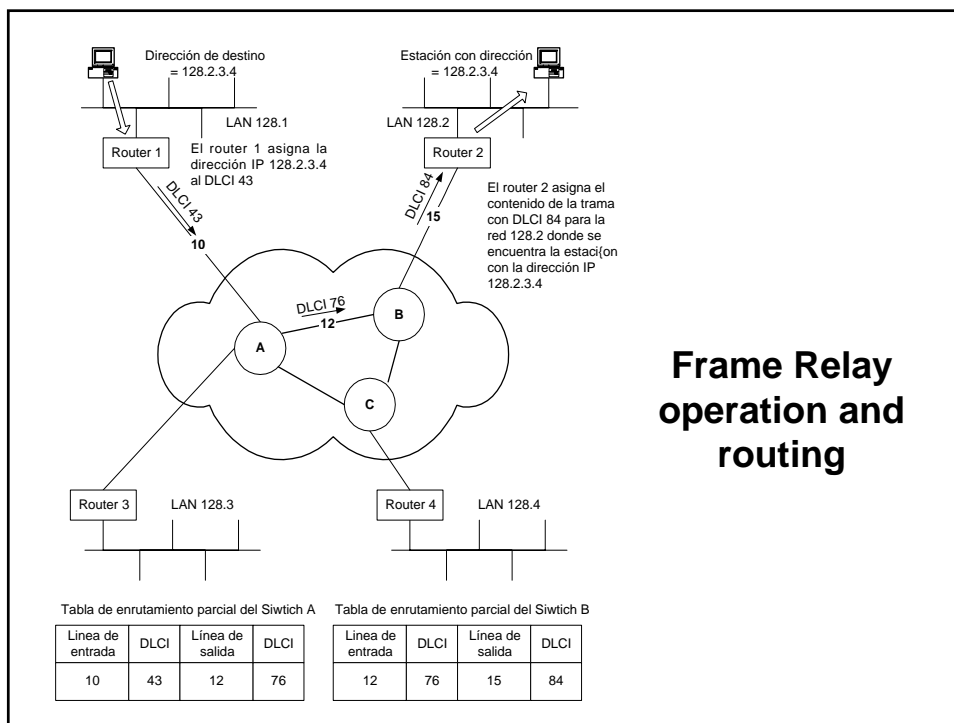 Dirección de destino
= 128.2.3.4
Estación con dirección
= 128.2.3.4
LAN 128.1
LAN 128.2
Router 1
El router 1 asigna la
dirección IP 128.2.3.4
al DLCI 43
Router 2
DLCI 43
10
DLCI 84
15
El router 2 asigna el
contenido de la trama
con DLCI 84 para la
red 128.2 donde se
encuentra la estaci{on
con la dirección IP
128.2.3.4
DLCI 76
12
A
B
C
Frame Relay
operation and
routing
Router 3
LAN 128.3
Router 4
LAN 128.4
Tabla de enrutamiento parcial del Siwtich A
Linea de entrada DLCI Línea de salida DLCI
10 43 12 76
Tabla de enrutamiento parcial del Siwtich B
Linea de entrada DLCI Línea de salida DLCI
12 76 15 84